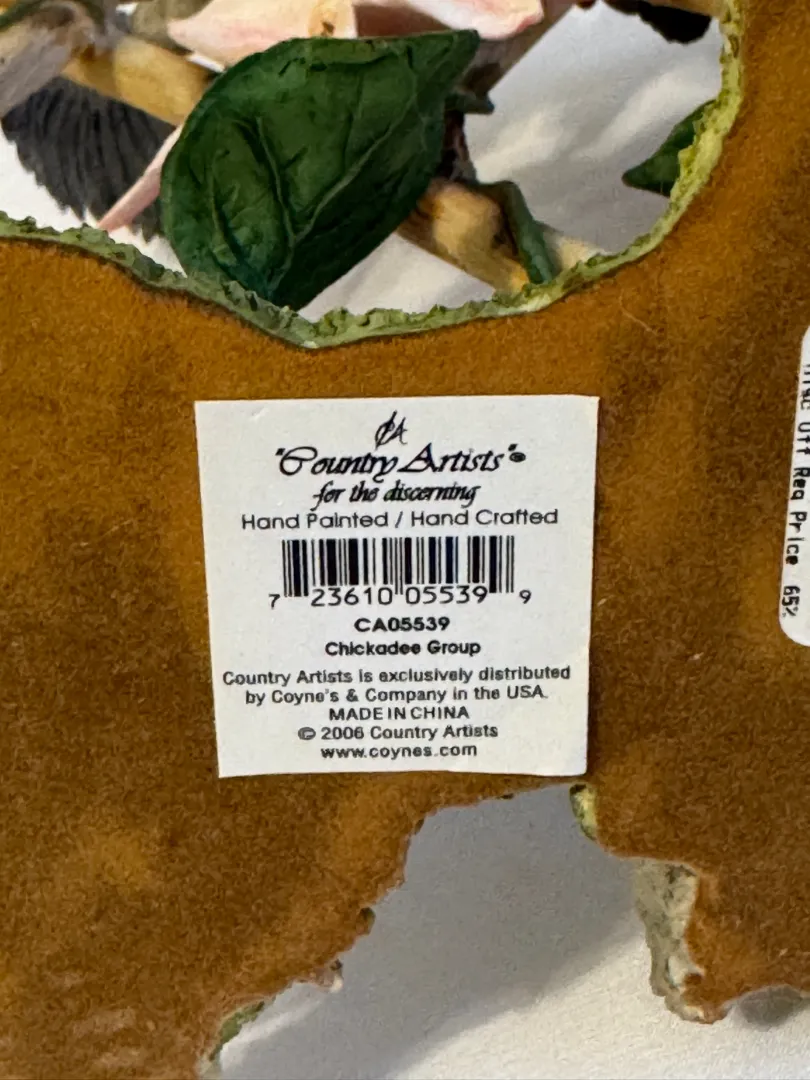 CA
"Country Artists"®
for the discerning
Hand Painted / Hand Crafted
7 23610 05539 9
CA05539
Chickadee Group
Country Artists is exclusively distributed
by Coyne's & Company in the USA.
MADE IN CHINA
© 2006 Country Artists
www.coynes.com
Off Reg Price 65%